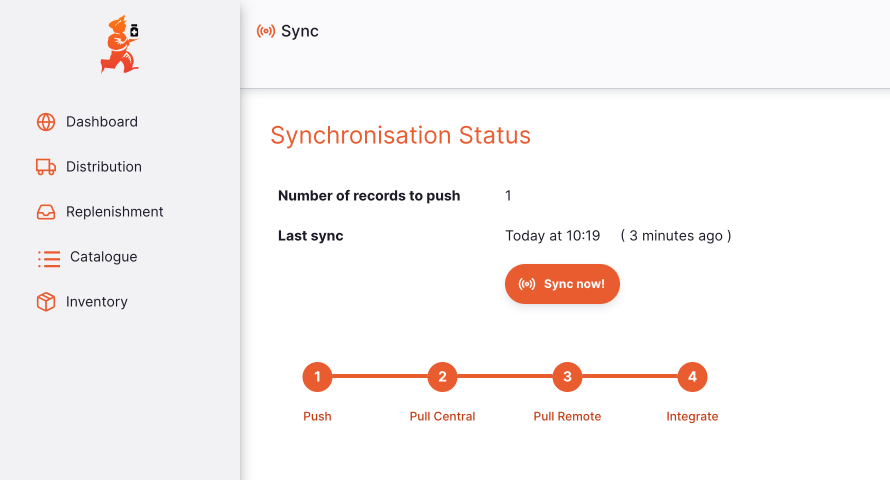 Sync
Dashboard
Distribution
Replenishment
Catalogue
Inventory
Synchronisation Status
Number of records to push 1
Last sync Today at 10:19 ( 3 minutes ago )
Sync now!
1 2 3 4
Push Pull Central Pull Remote Integrate